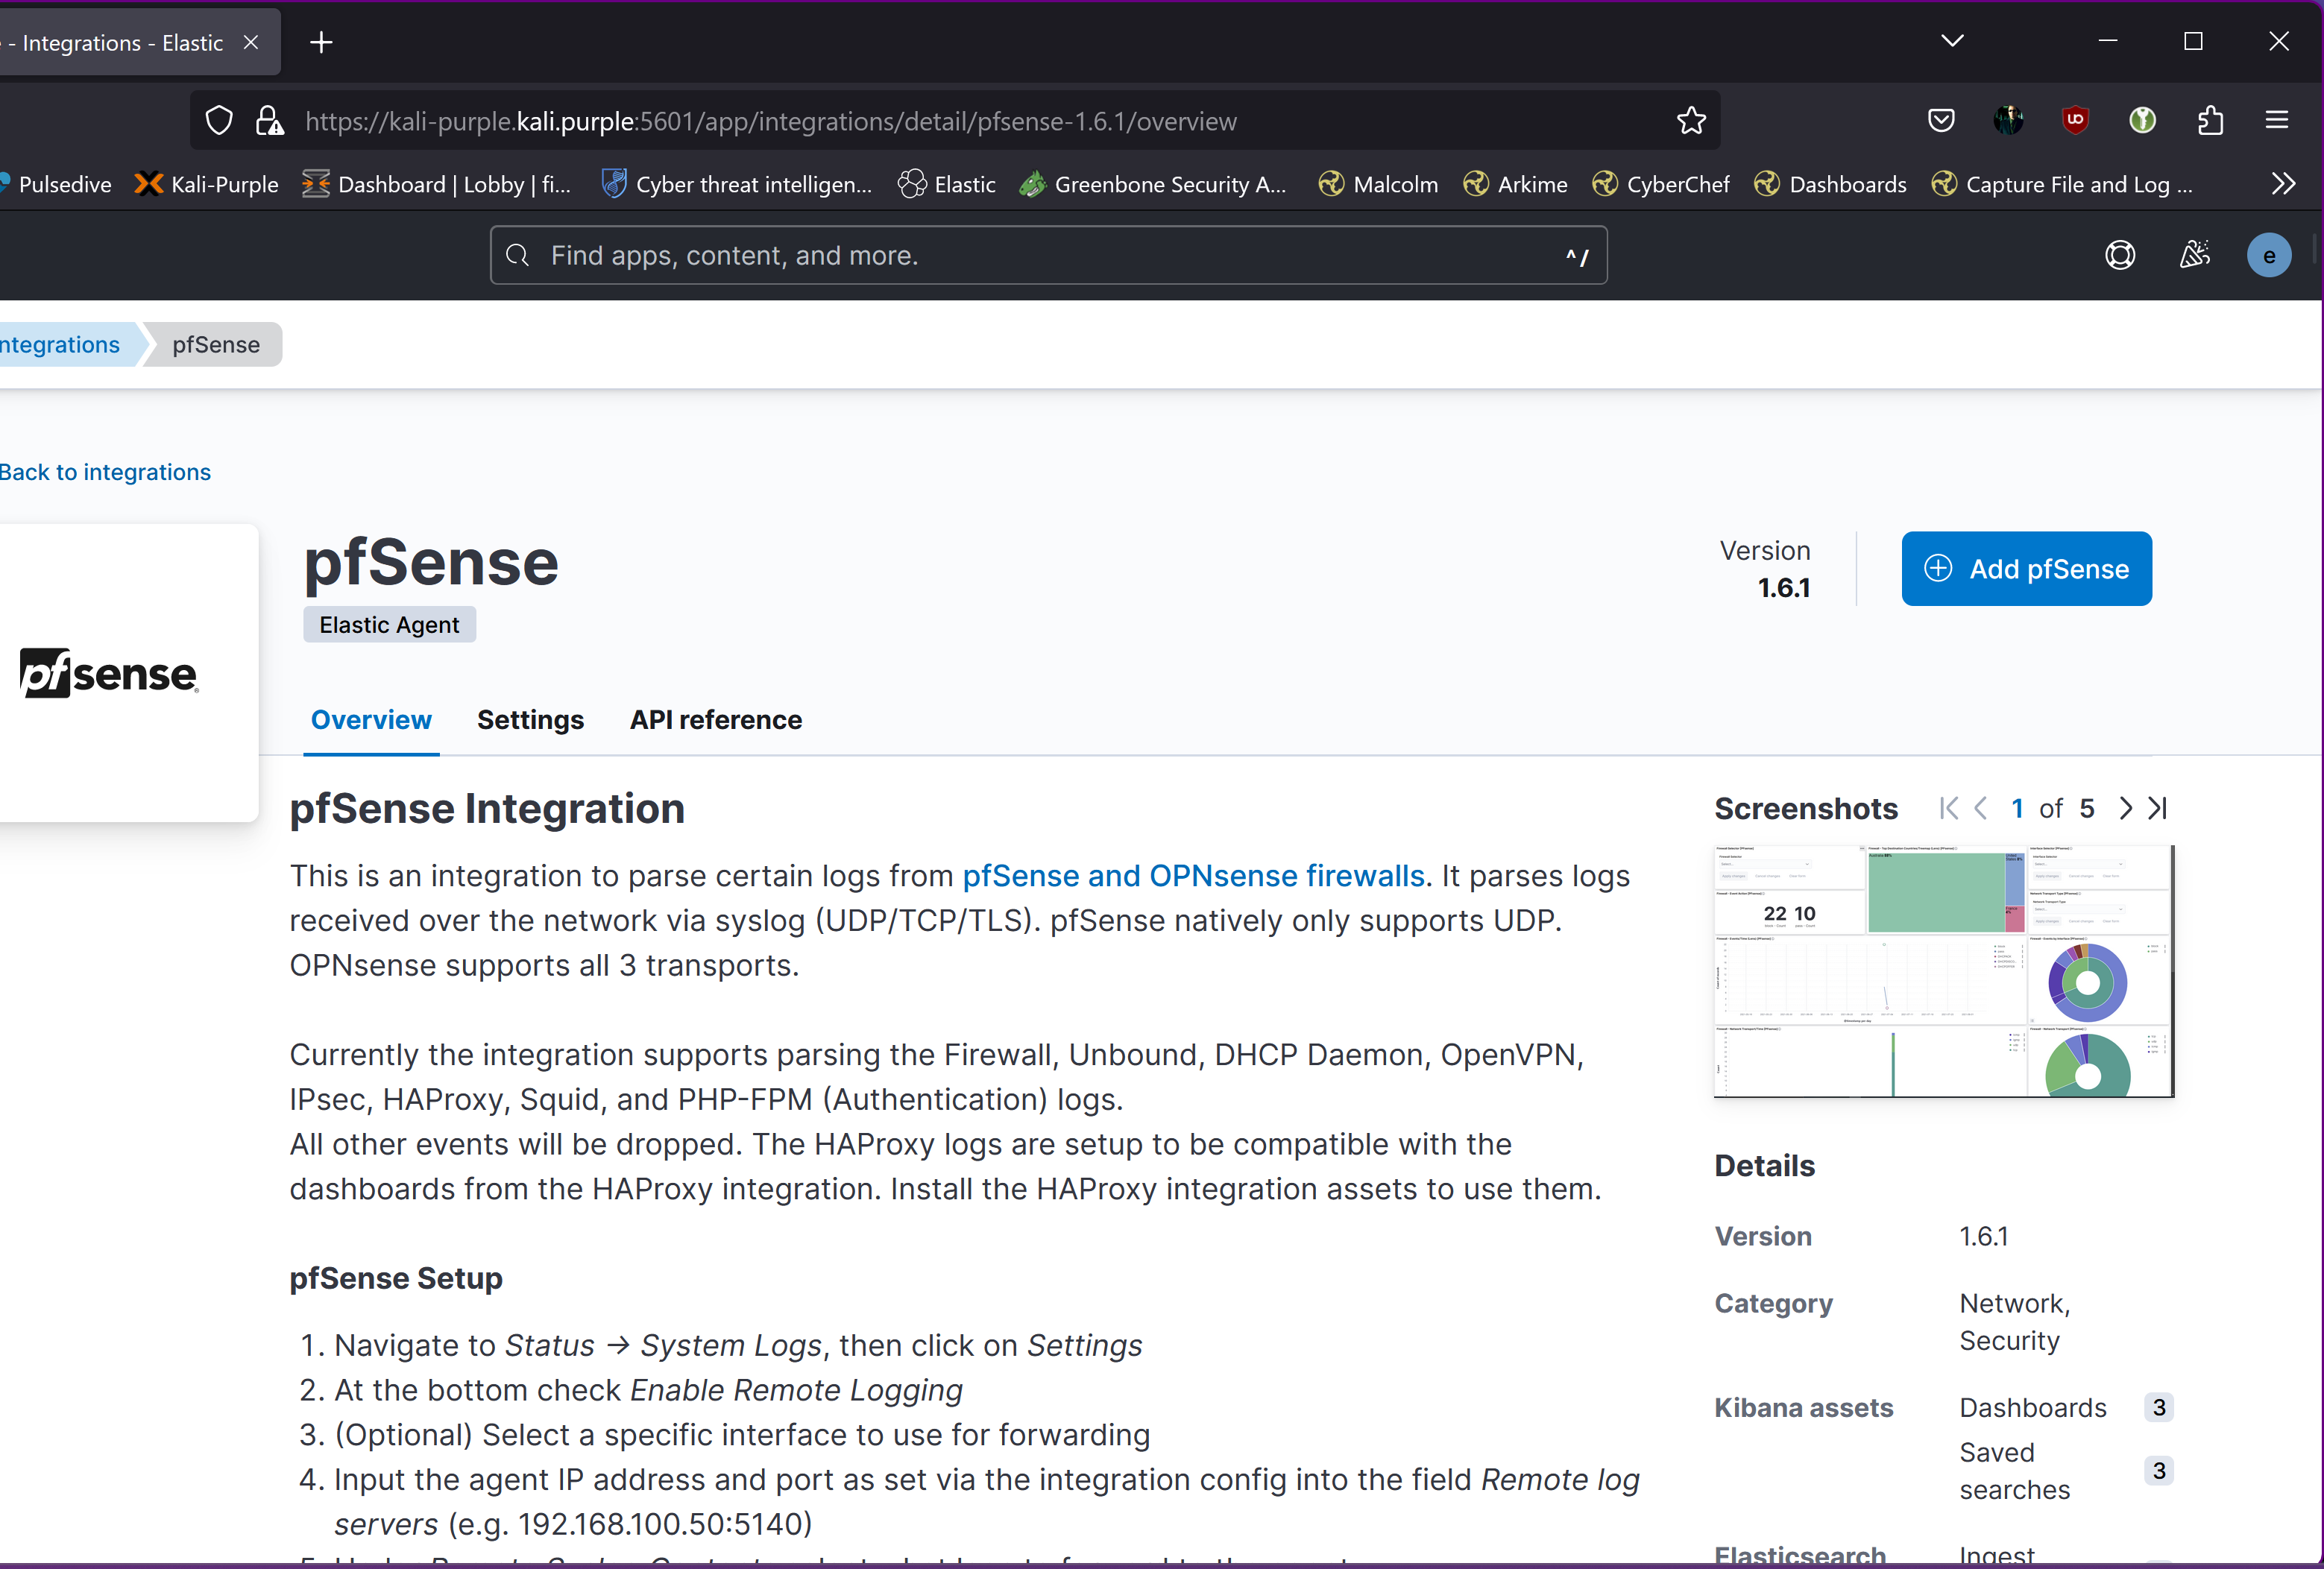 - Integrations - Elastic
https://kali-purple.kali.purple:5601/app/integrations/detail/pfsense-1.6.1/overview
Pulsedive Kali-Purple Dashboard | Lobby | fi... Cyber threat intelligen... Elastic Greenbone Security A... Malcolm Arkime CyberChef Dashboards Capture File and Log ...
Find apps, content, and more. ^ /
e
ntegrations pfSense
Back to integrations
pfSense
Version
1.6.1
Add pfSense
Elastic Agent
pfsense
Overview Settings API reference
pfSense Integration
This is an integration to parse certain logs from pfSense and OPNsense firewalls. It parses logs
received over the network via syslog (UDP/TCP/TLS). pfSense natively only supports UDP.
OPNsense supports all 3 transports.
Currently the integration supports parsing the Firewall, Unbound, DHCP Daemon, OpenVPN,
IPsec, HAProxy, Squid, and PHP-FPM (Authentication) logs.
All other events will be dropped. The HAProxy logs are setup to be compatible with the
dashboards from the HAProxy integration. Install the HAProxy integration assets to use them.
pfSense Setup
1. Navigate to Status → System Logs, then click on Settings
2. At the bottom check Enable Remote Logging
3. (Optional) Select a specific interface to use for forwarding
4. Input the agent IP address and port as set via the integration config into the field Remote log
servers (e.g. 192.168.100.50:5140)
Screenshots 1 of 5
22 10
Details
Version 1.6.1
Category Network,
Security
Kibana assets Dashboards 3
Saved
searches 3
Elasticsearch Ingest